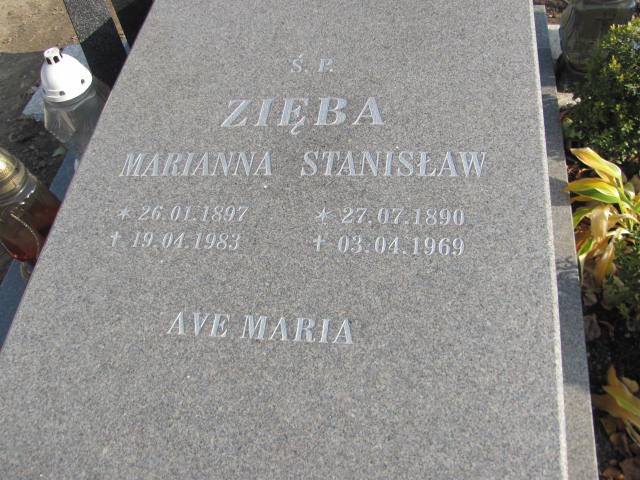 Ś. P.
ZIĘBA
MARIANNA STANISŁAW
* 26.01.1897 * 27.07.1890
† 19.04.1983 † 03.04.1969
AVE MARIA